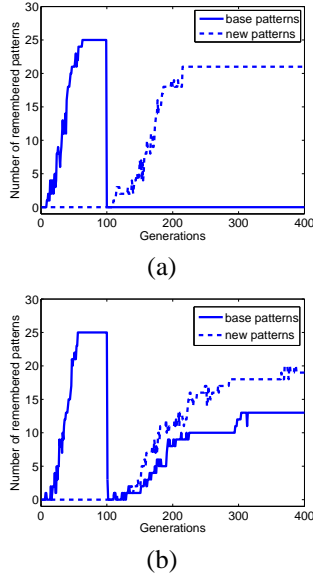 30
25
20
15
10
5
0
Number of remembered patterns
base patterns
new patterns
0 100 200 300 400
Generations
(a)
30
25
20
15
10
5
0
Number of remembered patterns
base patterns
new patterns
0 100 200 300 400
Generations
(b)